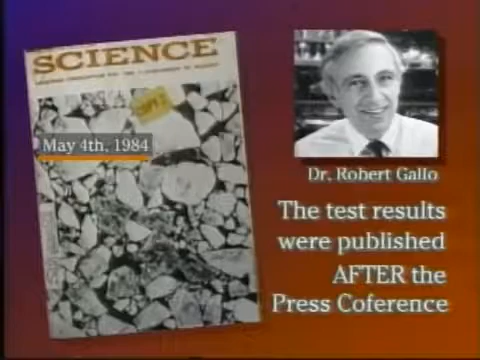 SCIENCE
May 4th, 1984
Dr. Robert Gallo
The test results
were published
AFTER the
Press Coference